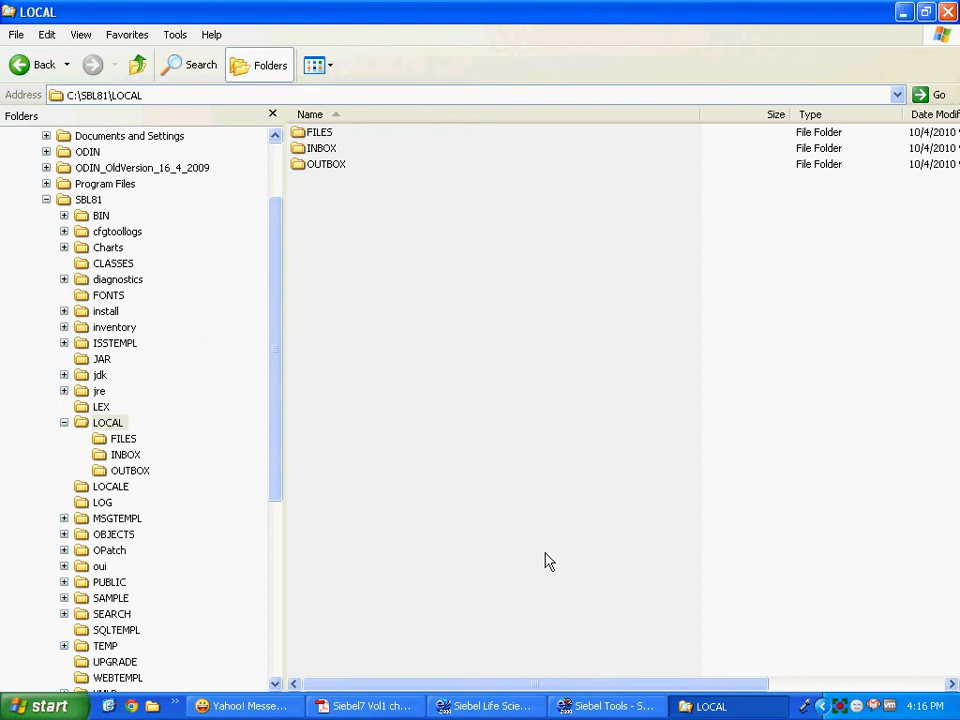 LOCAL
File Edit View Favorites Tools Help
Back Search Folders
Address C:\SBL81\LOCAL Go
Folders
Name Size Type Date Modif
FILES File Folder 10/4/2010
INBOX File Folder 10/4/2010
OUTBOX File Folder 10/4/2010
Documents and Settings
ODIN
ODIN_OldVersion_16_4_2009
Program Files
SBL81
BIN
cfgtoollogs
Charts
CLASSES
diagnostics
FONTS
install
inventory
ISSTEMPL
JAR
jdk
jre
LEX
LOCAL
FILES
INBOX
OUTBOX
LOCALE
LOG
MSGTEMPL
OBJECTS
OPatch
oui
PUBLIC
SAMPLE
SEARCH
SQLTEMPL
TEMP
UPGRADE
WEBTEMPL
start Yahoo! Messe... Siebel7 Vol1 ch... Siebel Life Scie... Siebel Tools - S... LOCAL 4:16 PM